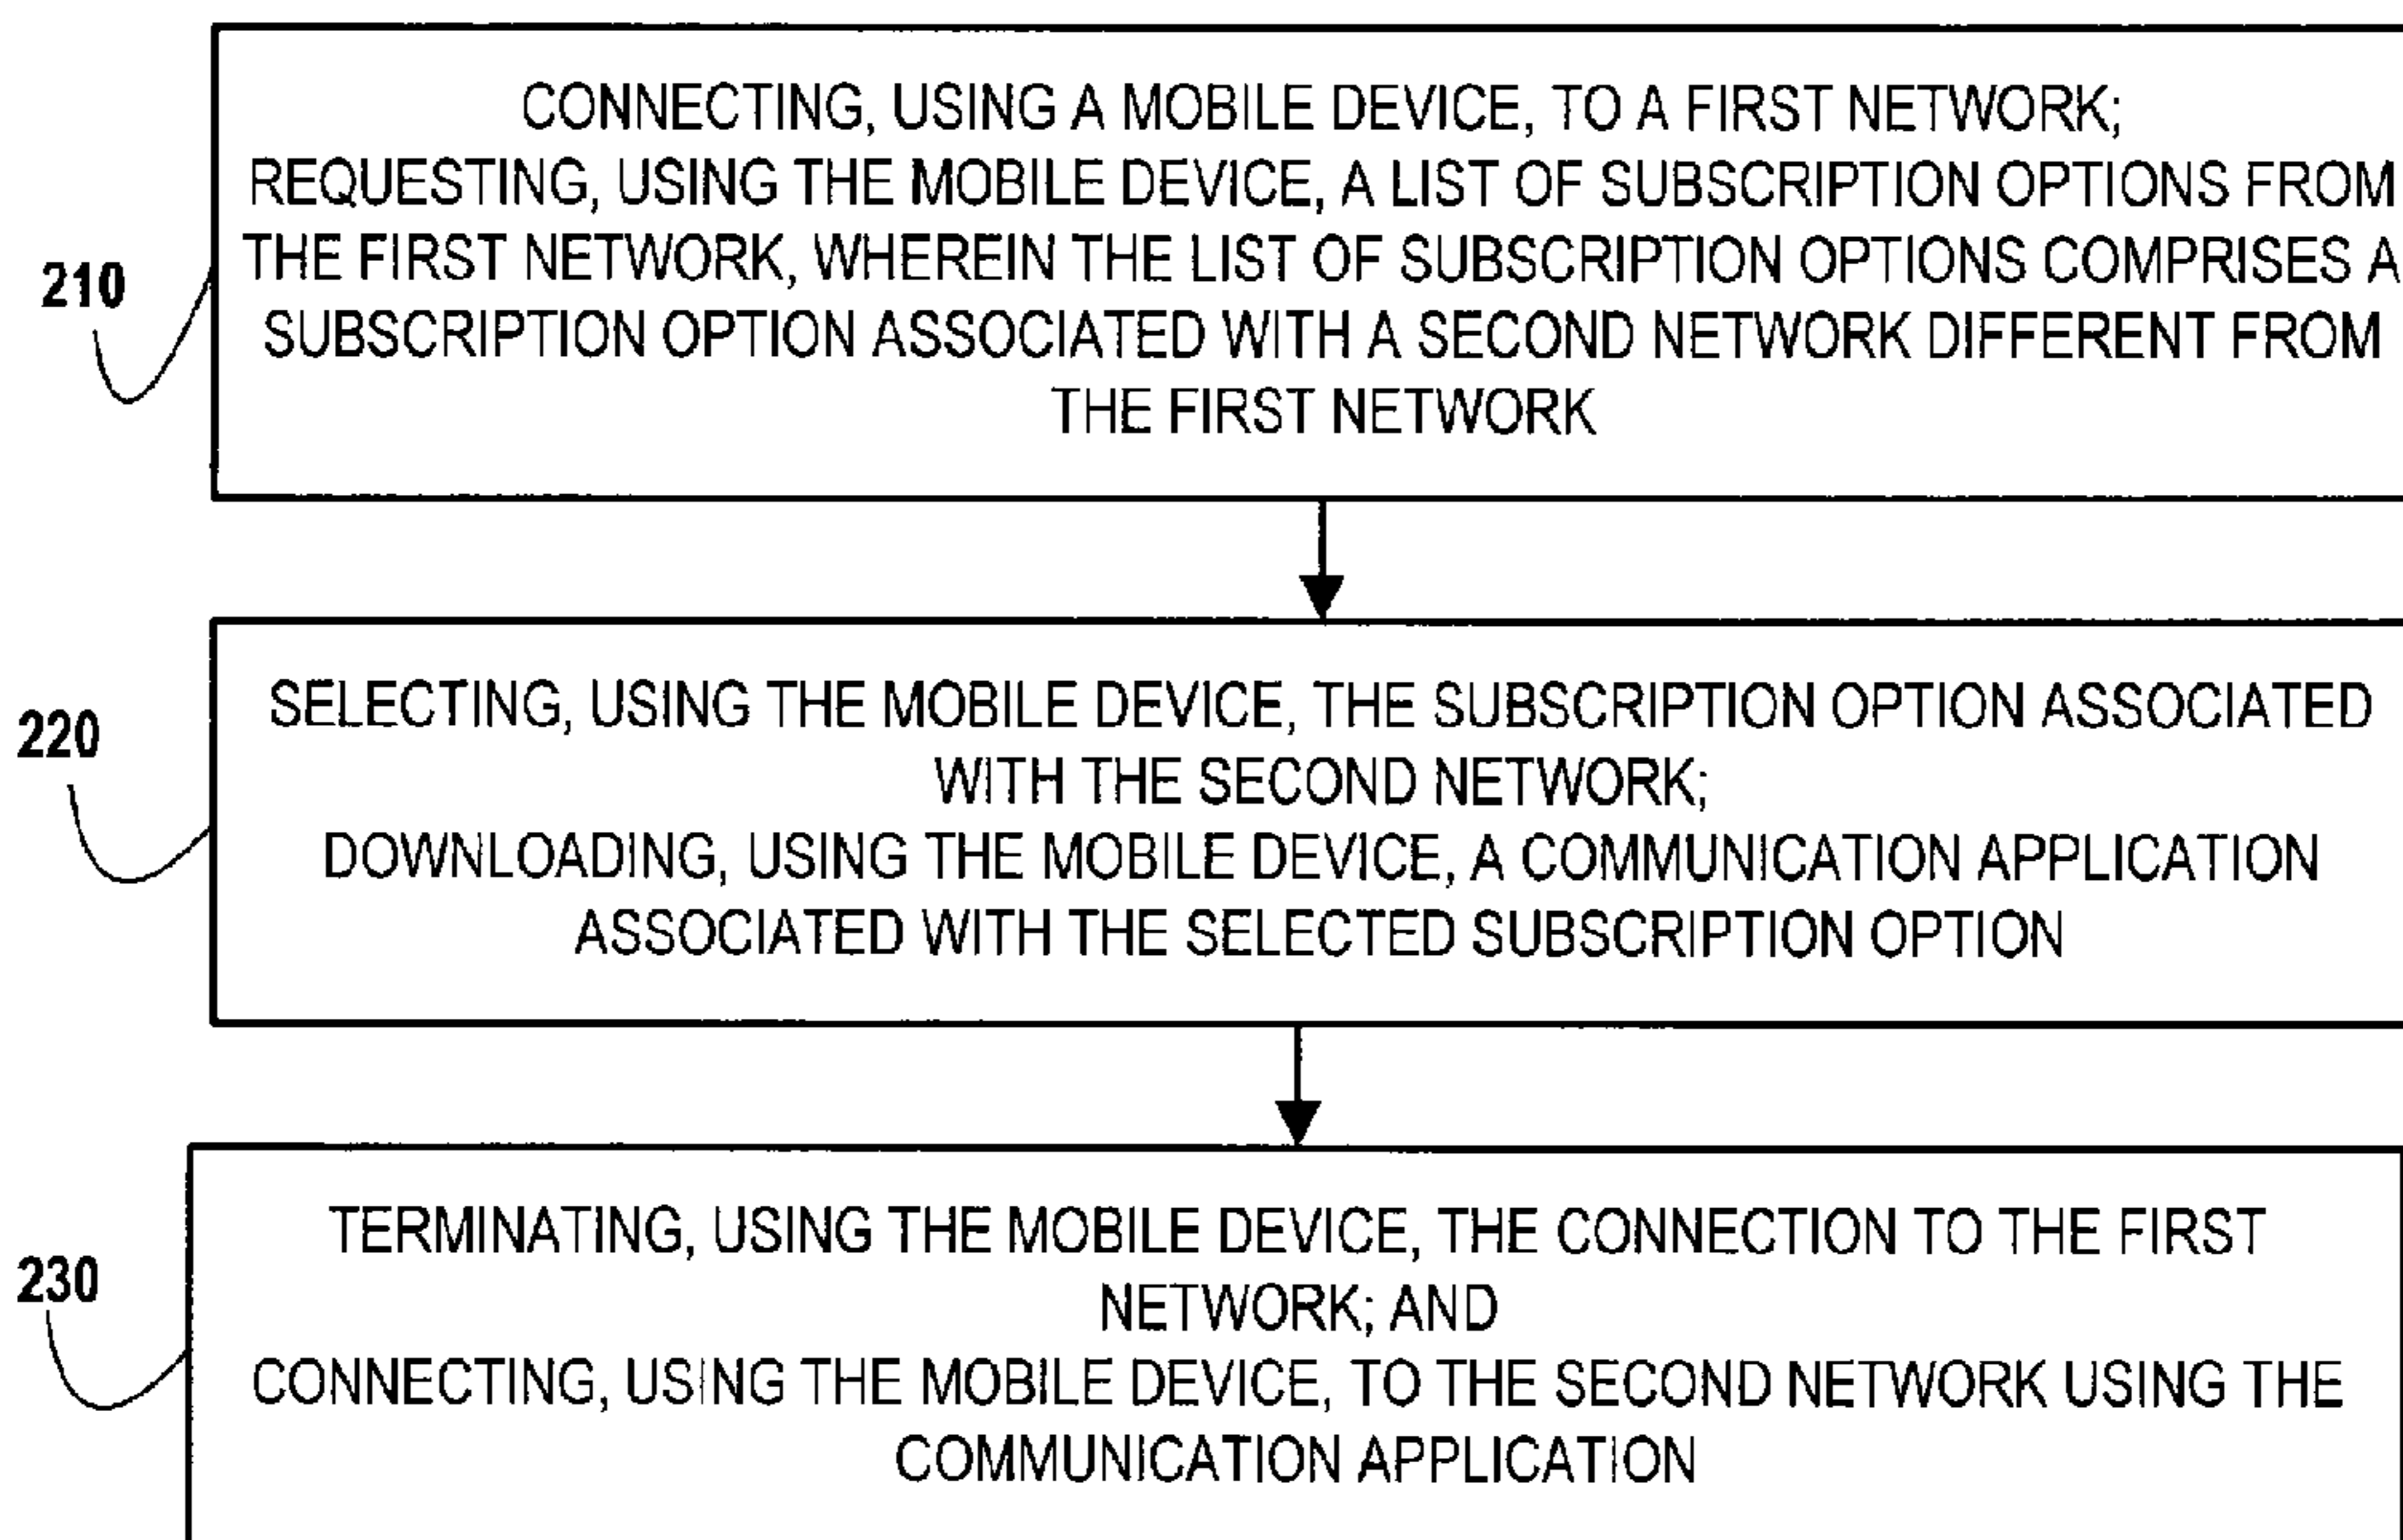 CONNECTING, USING A MOBILE DEVICE, TO A FIRST NETWORK;
REQUESTING, USING THE MOBILE DEVICE, A LIST OF SUBSCRIPTION OPTIONS FROM
THE FIRST NETWORK, WHEREIN THE LIST OF SUBSCRIPTION OPTIONS COMPRISES A
SUBSCRIPTION OPTION ASSOCIATED WITH A SECOND NETWORK DIFFERENT FROM
THE FIRST NETWORK
210
SELECTING, USING THE MOBILE DEVICE, THE SUBSCRIPTION OPTION ASSOCIATED
WITH THE SECOND NETWORK;
DOWNLOADING, USING THE MOBILE DEVICE, A COMMUNICATION APPLICATION
ASSOCIATED WITH THE SELECTED SUBSCRIPTION OPTION
220
TERMINATING, USING THE MOBILE DEVICE, THE CONNECTION TO THE FIRST
NETWORK; AND
CONNECTING, USING THE MOBILE DEVICE, TO THE SECOND NETWORK USING THE
COMMUNICATION APPLICATION
230